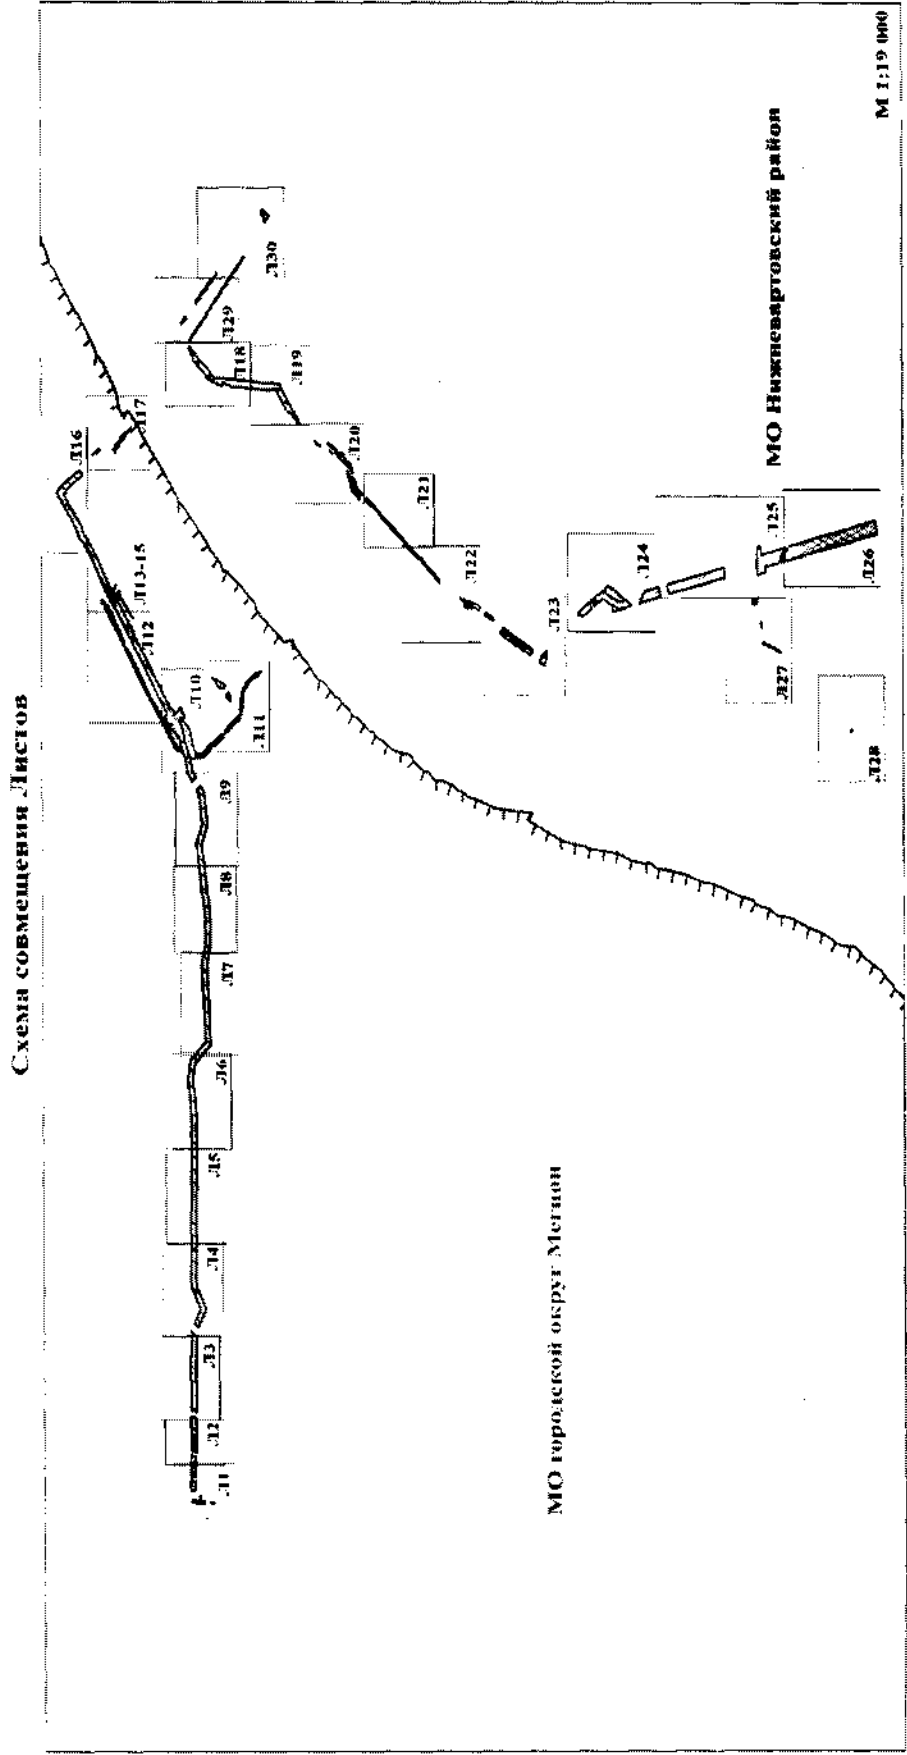 Схема совмещения Листов
Л1
Л2
Л3
Л4
Л5
Л6
Л7
Л8
Л9
Л10
Л11
Л12
Л13-15
Л16
Л17
Л18
Л19
Л20
Л21
Л22
Л23
Л24
Л25
Л26
Л27
Л28
Л29
Л30
МО городской округ Мегион
МО Нижневартовский район
М 1:19 000